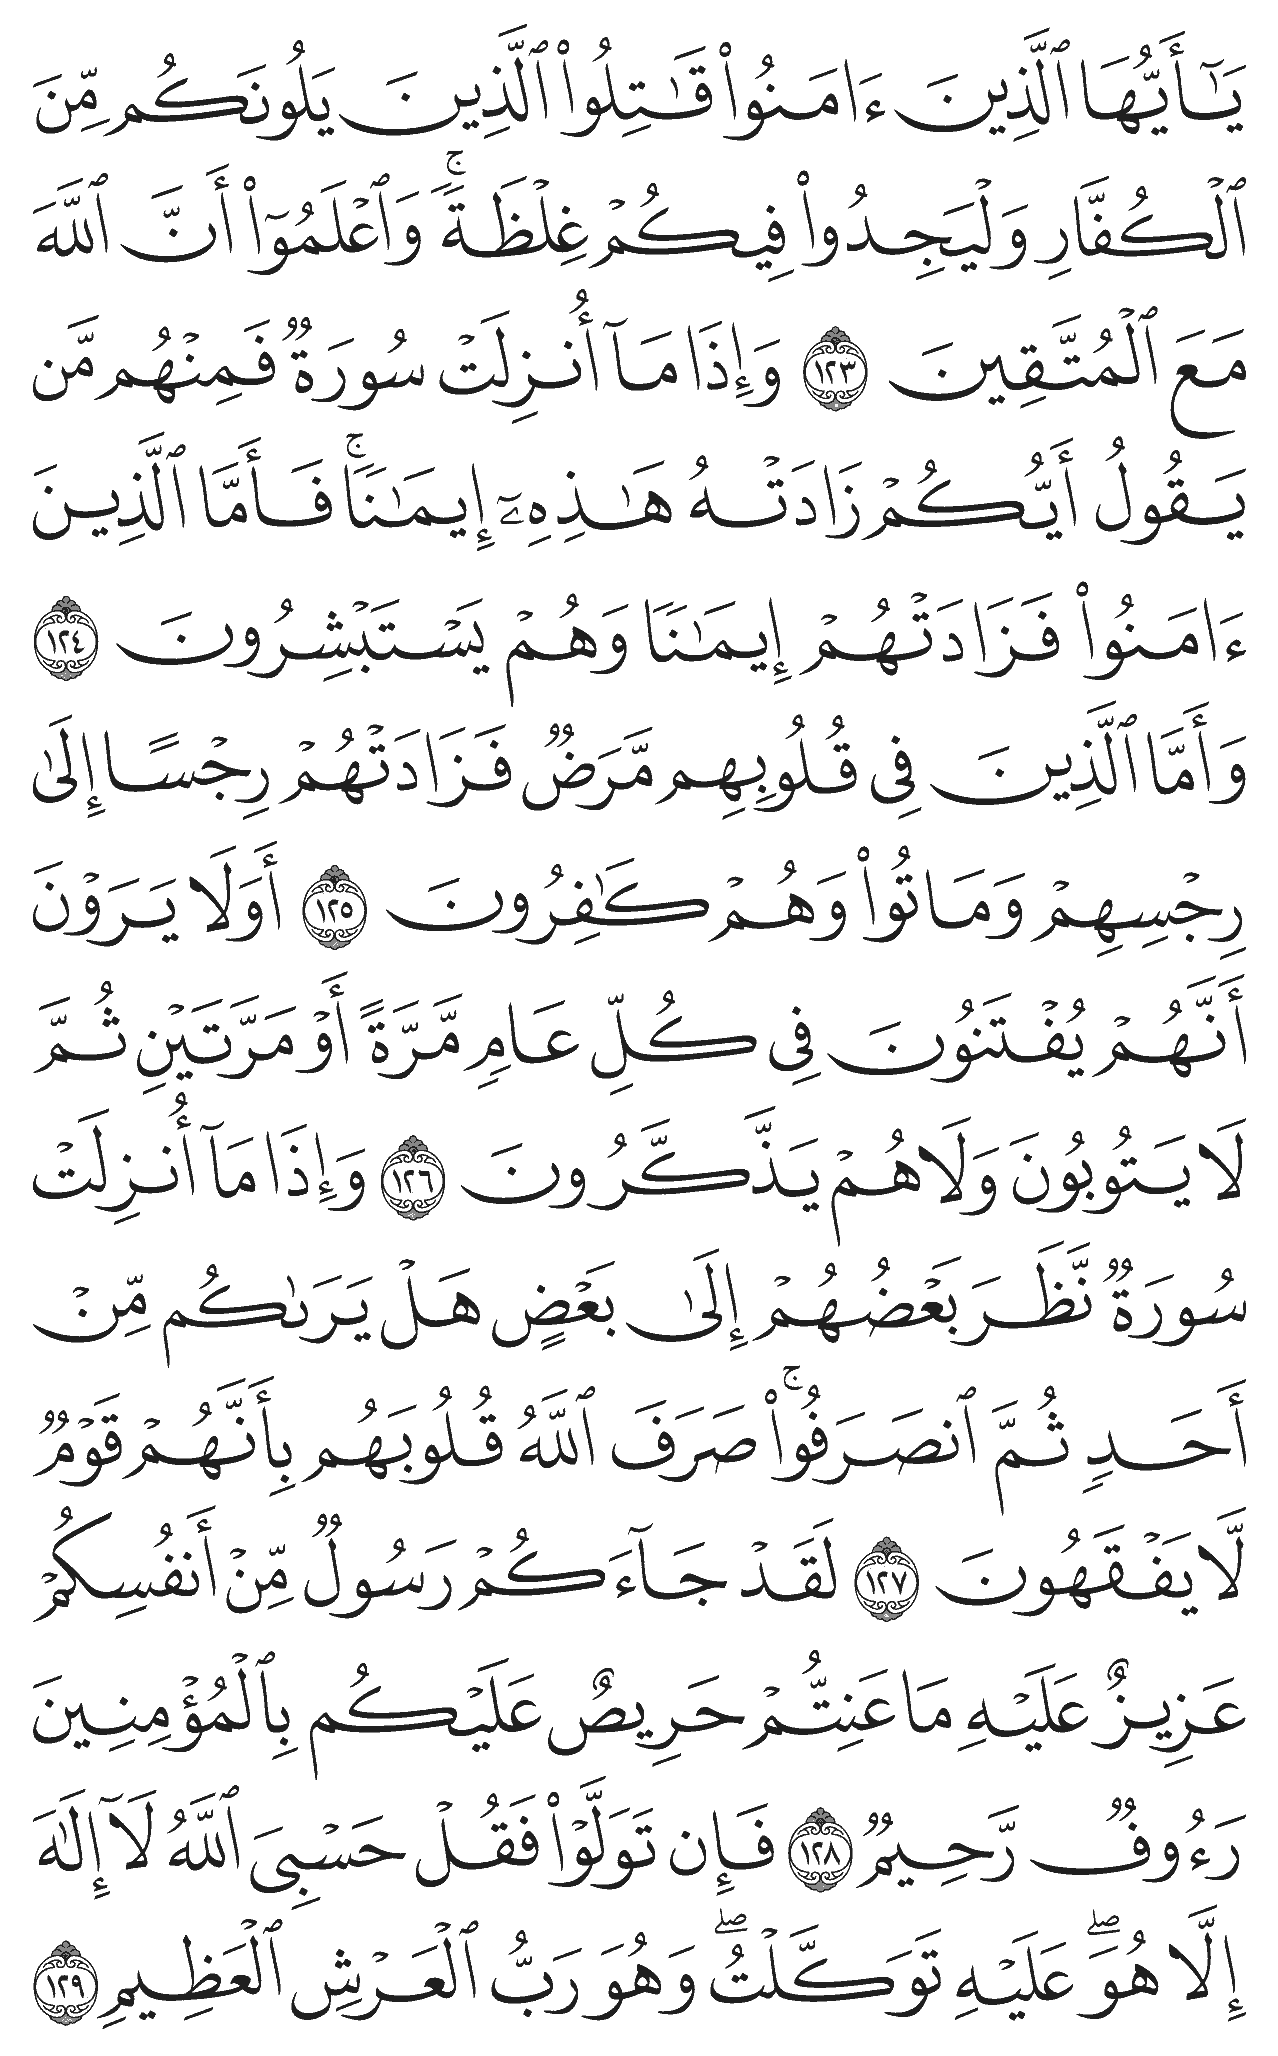 يَـٰٓأَيُّهَا ٱلَّذِينَ ءَامَنُوا۟ قَـٰتِلُوا۟ ٱلَّذِينَ يَلُونَكُم مِّنَ
ٱلْكُفَّارِ وَلْيَجِدُوا۟ فِيكُمْ غِلْظَةً ۚ وَٱعْلَمُوٓا۟ أَنَّ ٱللَّهَ
مَعَ ٱلْمُتَّقِينَ ١٢٣ وَإِذَا مَآ أُنزِلَتْ سُورَةٌ فَمِنْهُم مَّن
يَقُولُ أَيُّكُمْ زَادَتْهُ هَـٰذِهِۦٓ إِيمَـٰنًا ۚ فَأَمَّا ٱلَّذِينَ
ءَامَنُوا۟ فَزَادَتْهُمْ إِيمَـٰنًا وَهُمْ يَسْتَبْشِرُونَ ١٢٤
وَأَمَّا ٱلَّذِينَ فِى قُلُوبِهِم مَّرَضٌ فَزَادَتْهُمْ رِجْسًا إِلَىٰ
رِجْسِهِمْ وَمَاتُوا۟ وَهُمْ كَـٰفِرُونَ ١٢٥ أَوَلَا يَرَوْنَ
أَنَّهُمْ يُفْتَنُونَ فِى كُلِّ عَامٍ مَّرَّةً أَوْ مَرَّتَيْنِ ثُمَّ
لَا يَتُوبُونَ وَلَا هُمْ يَذَّكَّرُونَ ١٢٦ وَإِذَا مَآ أُنزِلَتْ
سُورَةٌ نَّظَرَ بَعْضُهُمْ إِلَىٰ بَعْضٍ هَلْ يَرَىٰكُم مِّنْ
أَحَدٍ ثُمَّ ٱنصَرَفُوا۟ ۚ صَرَفَ ٱللَّهُ قُلُوبَهُم بِأَنَّهُمْ قَوْمٌ
لَّا يَفْقَهُونَ ١٢٧ لَقَدْ جَآءَكُمْ رَسُولٌ مِّنْ أَنفُسِكُمْ
عَزِيزٌ عَلَيْهِ مَا عَنِتُّمْ حَرِيصٌ عَلَيْكُم بِٱلْمُؤْمِنِينَ
رَءُوفٌ رَّحِيمٌ ١٢٨ فَإِن تَوَلَّوْا۟ فَقُلْ حَسْبِىَ ٱللَّهُ لَآ إِلَـٰهَ
إِلَّا هُوَ ۖ عَلَيْهِ تَوَكَّلْتُ ۖ وَهُوَ رَبُّ ٱلْعَرْشِ ٱلْعَظِيمِ ١٢٩